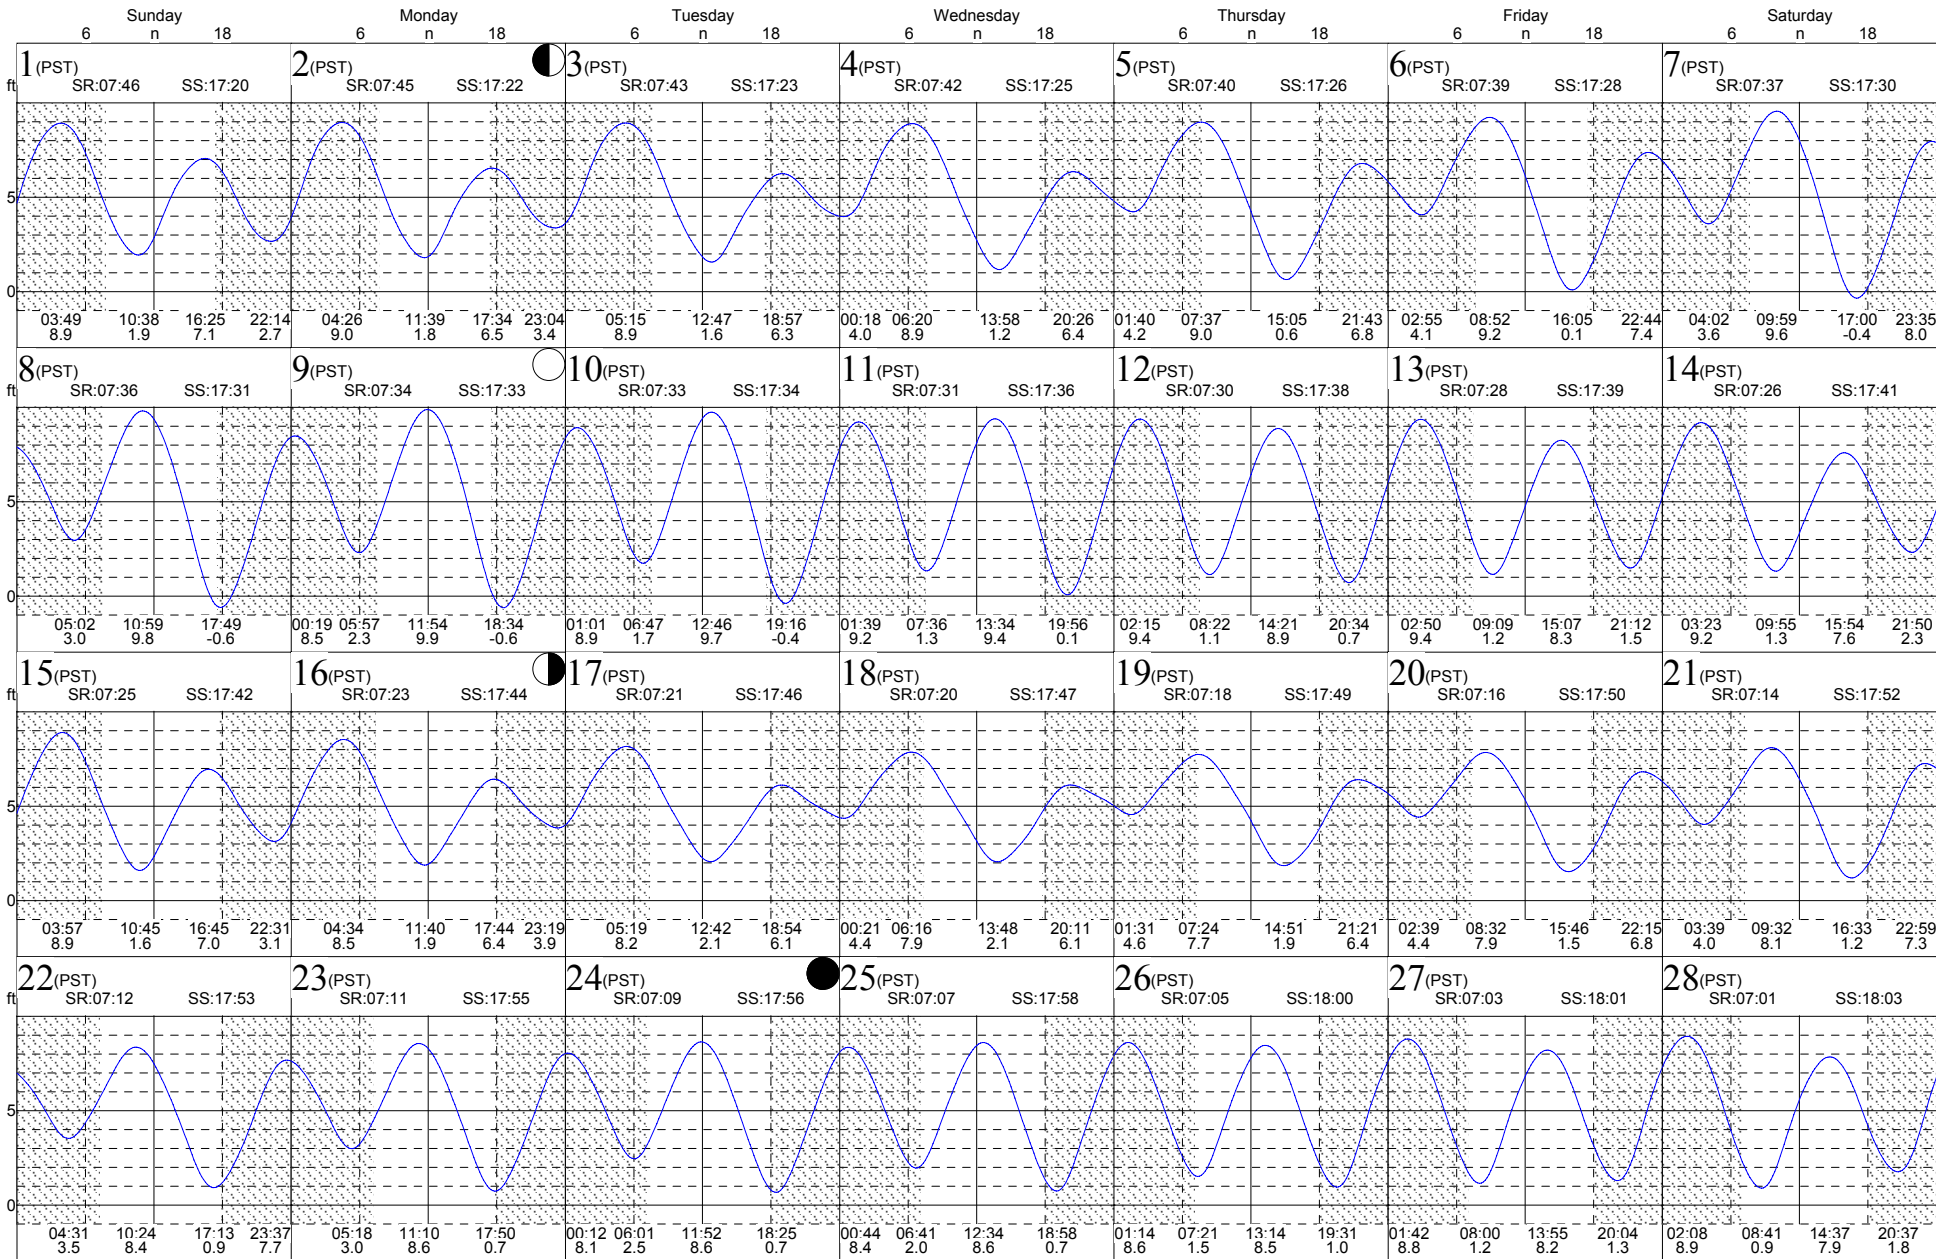 Sunday Monday Tuesday Wednesday Thursday Friday Saturday
6 n 18 6 n 18 6 n 18 6 n 18 6 n 18 6 n 18 6 n 18
1(PST) 2(PST) 3(PST) 4(PST) 5(PST) 6(PST) 7(PST)
ft SR:07:46 SS:17:20 SR:07:45 SS:17:22 SR:07:43 SS:17:23 SR:07:42 SS:17:25 SR:07:40 SS:17:26 SR:07:39 SS:17:28 SR:07:37 SS:17:30
5
0
03:49 10:38 16:25 22:14 04:26 11:39 17:34 23:04 05:15 12:47 18:57 00:18 06:20 13:58 20:26 01:40 07:37 15:05 21:43 02:55 08:52 16:05 22:44 04:02 09:59 17:00 23:35
8.9 1.9 7.1 2.7 9.0 1.8 6.5 3.4 8.9 1.6 6.3 4.0 8.9 1.2 6.4 4.2 9.0 0.6 6.8 4.1 9.2 0.1 7.4 3.6 9.6 -0.4 8.0
8(PST) 9(PST) 10(PST) 11(PST) 12(PST) 13(PST) 14(PST)
ft SR:07:36 SS:17:31 SR:07:34 SS:17:33 SR:07:33 SS:17:34 SR:07:31 SS:17:36 SR:07:30 SS:17:38 SR:07:28 SS:17:39 SR:07:26 SS:17:41
5
0
05:02 10:59 17:49 00:19 05:57 11:54 18:34 01:01 06:47 12:46 19:16 01:39 07:36 13:34 19:56 02:15 08:22 14:21 20:34 02:50 09:09 15:07 21:12 03:23 09:55 15:54 21:50
3.0 9.8 -0.6 8.5 2.3 9.9 -0.6 8.9 1.7 9.7 -0.4 9.2 1.3 9.4 0.1 9.4 1.1 8.9 0.7 9.4 1.2 8.3 1.5 9.2 1.3 7.6 2.3
15(PST) 16(PST) 17(PST) 18(PST) 19(PST) 20(PST) 21(PST)
ft SR:07:25 SS:17:42 SR:07:23 SS:17:44 SR:07:21 SS:17:46 SR:07:20 SS:17:47 SR:07:18 SS:17:49 SR:07:16 SS:17:50 SR:07:14 SS:17:52
5
0
03:57 10:45 16:45 22:31 04:34 11:40 17:44 23:19 05:19 12:42 18:54 00:21 06:16 13:48 20:11 01:31 07:24 14:51 21:21 02:39 08:32 15:46 22:15 03:39 09:32 16:33 22:59
8.9 1.6 7.0 3.1 8.5 1.9 6.4 3.9 8.2 2.1 6.1 4.4 7.9 2.1 6.1 4.6 7.7 1.9 6.4 4.4 7.9 1.5 6.8 4.0 8.1 1.2 7.3
22(PST) 23(PST) 24(PST) 25(PST) 26(PST) 27(PST) 28(PST)
ft SR:07:12 SS:17:53 SR:07:11 SS:17:55 SR:07:09 SS:17:56 SR:07:07 SS:17:58 SR:07:05 SS:18:00 SR:07:03 SS:18:01 SR:07:01 SS:18:03
5
0
04:31 10:24 17:13 23:37 05:18 11:10 17:50 00:12 06:01 11:52 18:25 00:44 06:41 12:34 18:58 01:14 07:21 13:14 19:31 01:42 08:00 13:55 20:04 02:08 08:41 14:37 20:37
3.5 8.4 0.9 7.7 3.0 8.6 0.7 8.1 2.5 8.6 0.7 8.4 2.0 8.6 0.7 8.6 1.5 8.5 1.0 8.8 1.2 8.2 1.3 8.9 0.9 7.9 1.8